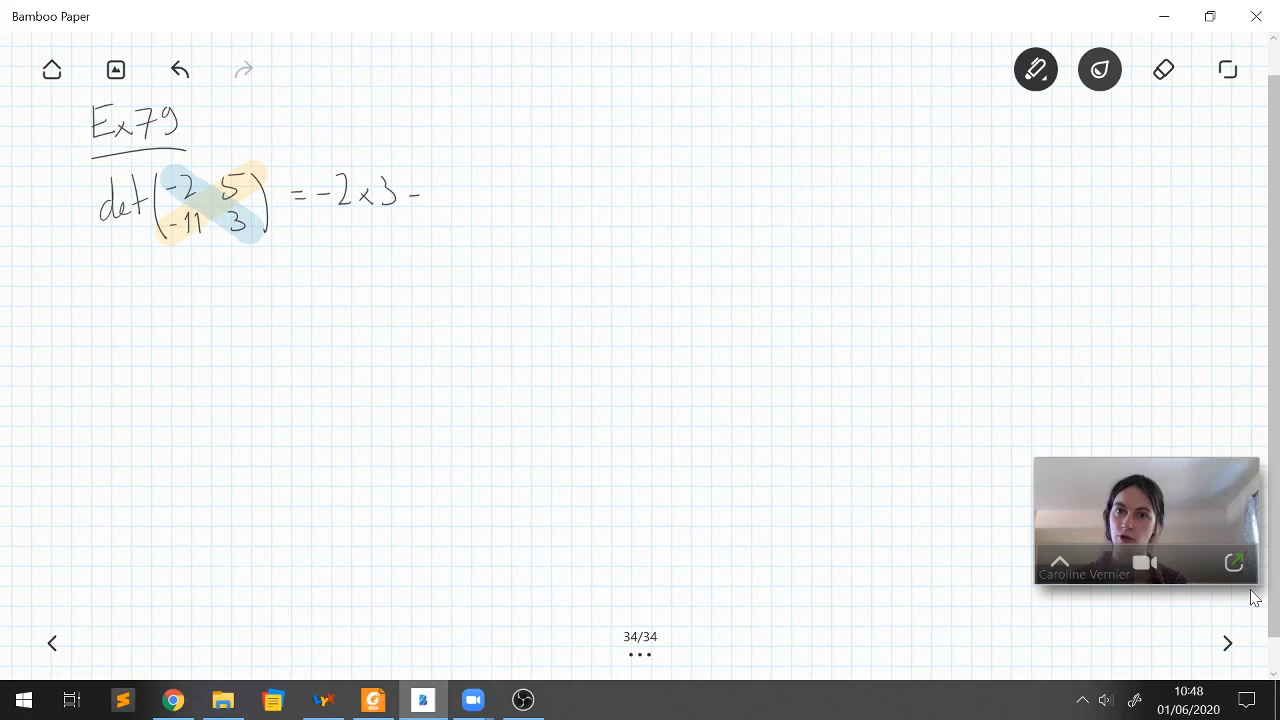 Bamboo Paper
Ex79
det(-2 5
-11 3) = -2×3 -
Caroline Vernier
34/34
10:48
01/06/2020